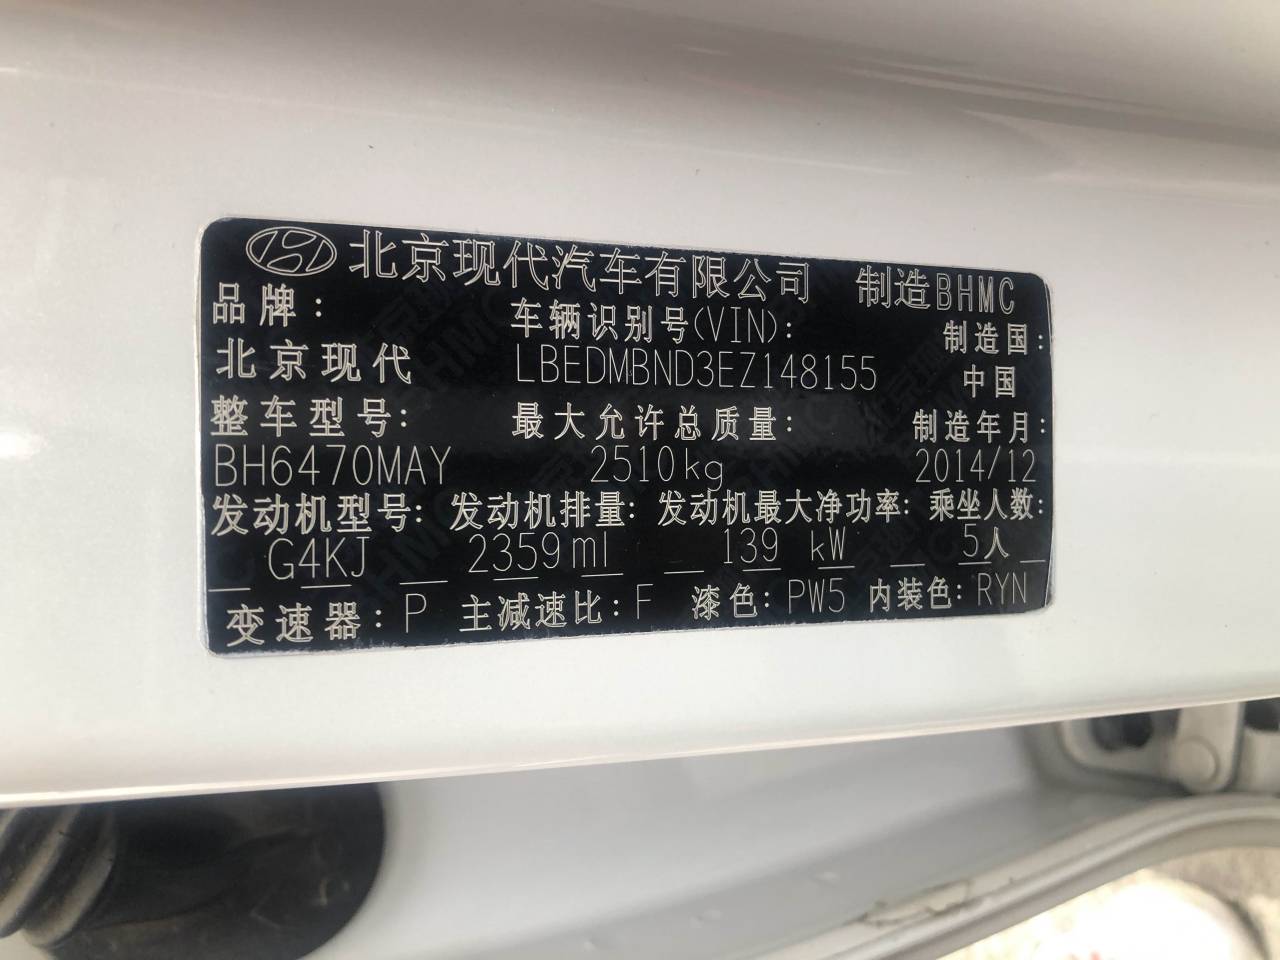 北京现代汽车有限公司 制造BHMC
品牌: 车辆识别号(VIN): 制造国:
北京现代 LBEDMBND3EZ148155 中国
整车型号: 最大允许总质量: 制造年月:
BH6470MAY 2510kg 2014/12
发动机型号: 发动机排量: 发动机最大净功率: 乘坐人数:
G4KJ 2359ml 139 kW 5人
变速器: P 主减速比: F 漆色: PW5 内装色: RYN